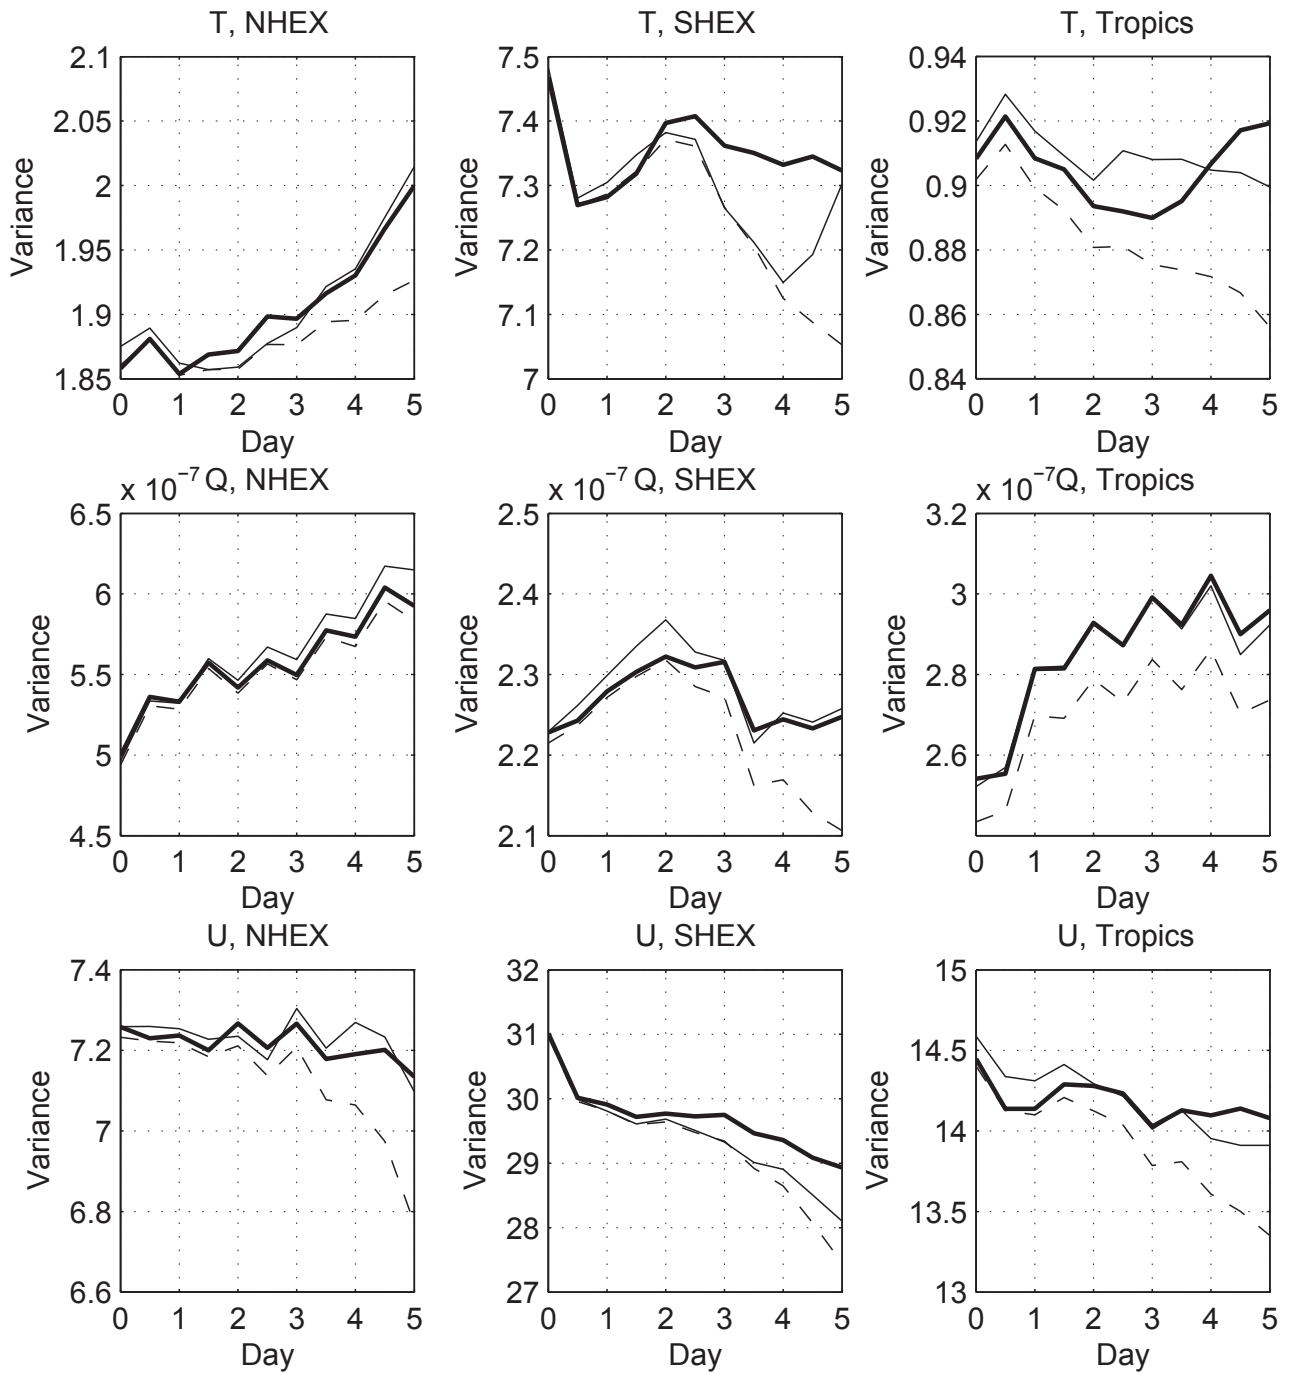 T, NHEX
T, SHEX
T, Tropics
2.1
2.05
2
1.95
1.9
1.85
Variance
0 1 2 3 4 5
Day
7.5
7.4
7.3
7.2
7.1
7
Variance
0 1 2 3 4 5
Day
0.94
0.92
0.9
0.88
0.86
0.84
Variance
0 1 2 3 4 5
Day
x 10⁻⁷ Q, NHEX
6.5
6
5.5
5
4.5
Variance
0 1 2 3 4 5
Day
x 10⁻⁷ Q, SHEX
2.5
2.4
2.3
2.2
2.1
Variance
0 1 2 3 4 5
Day
x 10⁻⁷ Q, Tropics
3.2
3
2.8
2.6
Variance
0 1 2 3 4 5
Day
U, NHEX
7.4
7.2
7
6.8
6.6
Variance
0 1 2 3 4 5
Day
U, SHEX
32
31
30
29
28
27
Variance
0 1 2 3 4 5
Day
U, Tropics
15
14.5
14
13.5
13
Variance
0 1 2 3 4 5
Day